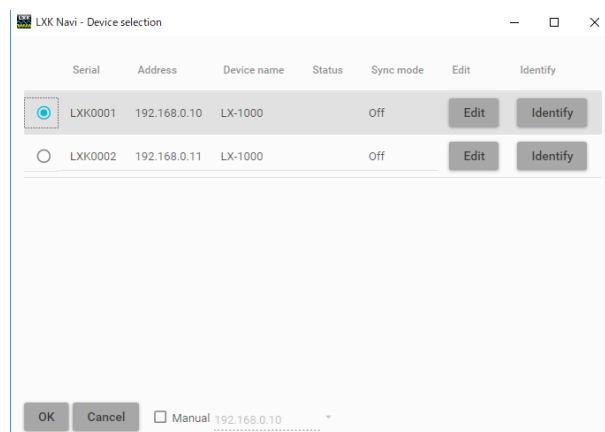 LXK Navi - Device selection
Serial Address Device name Status Sync mode Edit Identify
LXK0001 192.168.0.10 LX-1000 Off Edit Identify
LXK0002 192.168.0.11 LX-1000 Off Edit Identify
OK Cancel Manual 192.168.0.10